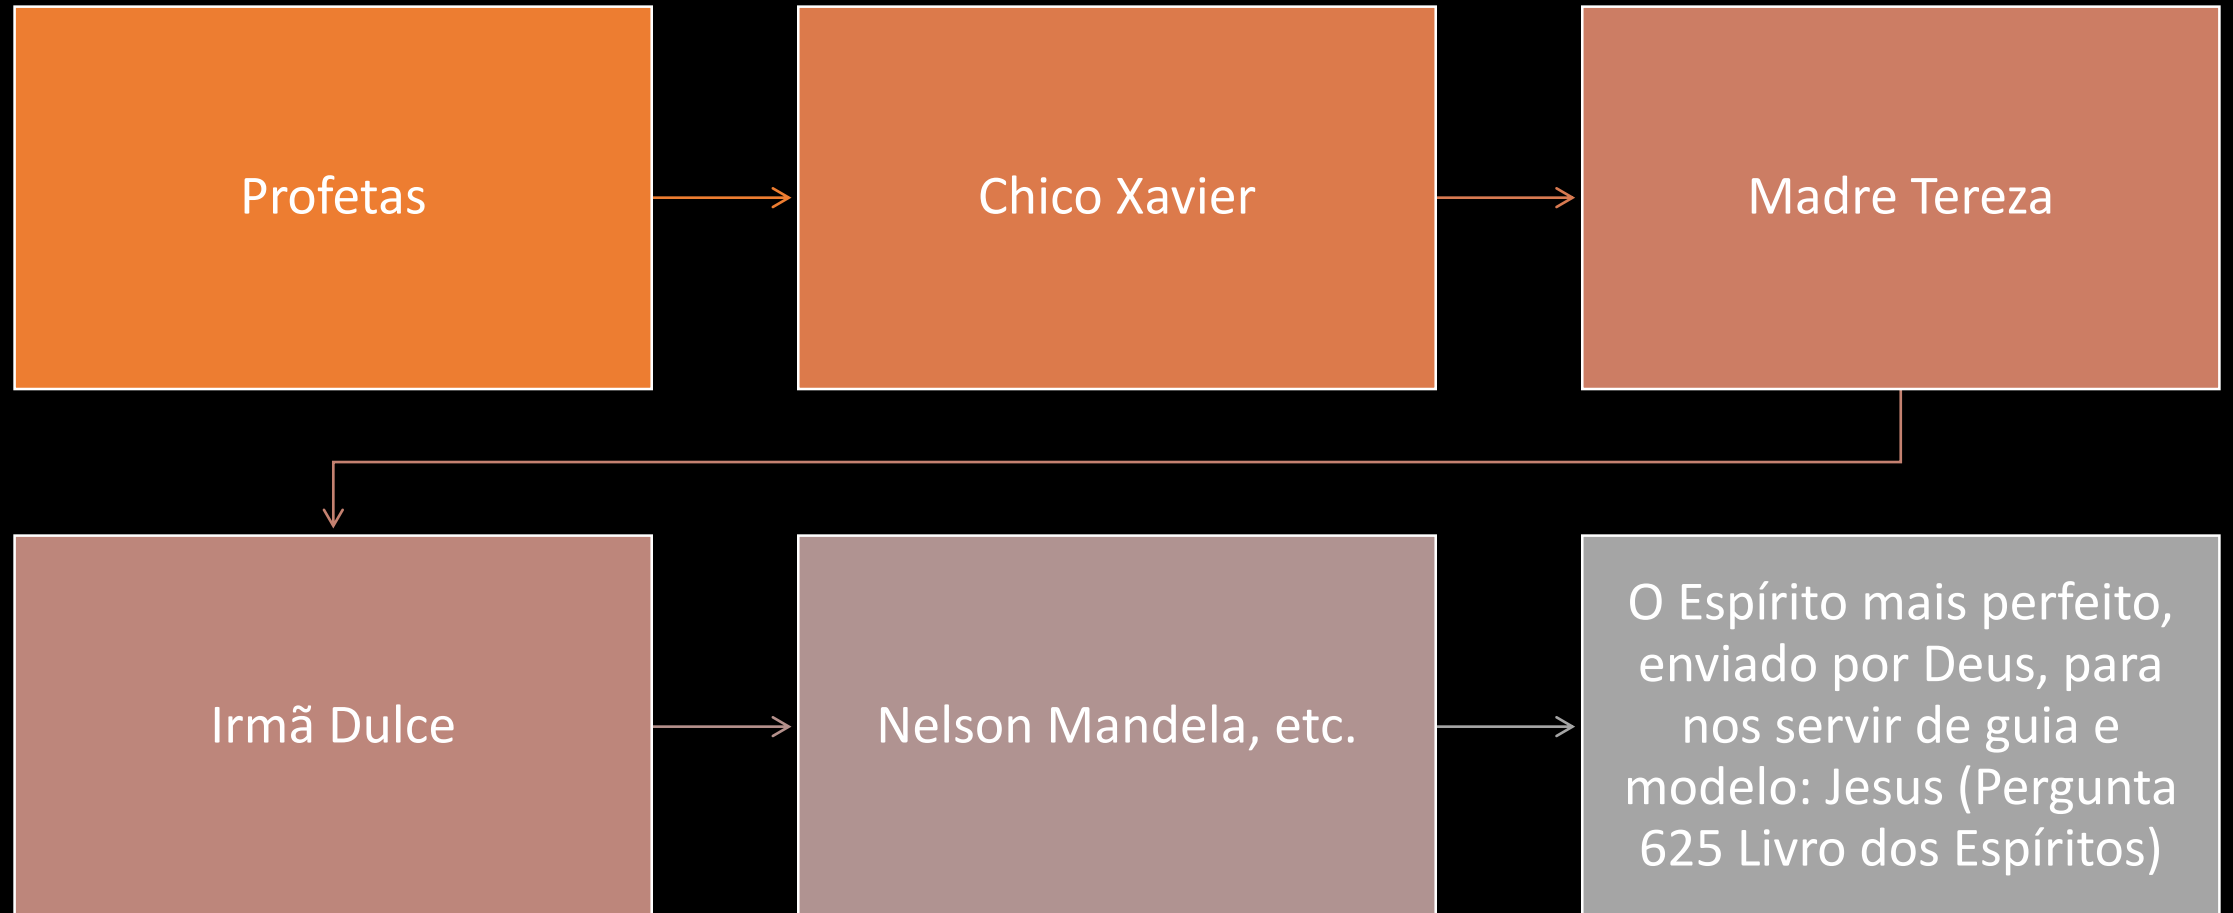 Profetas
Chico Xavier
Madre Tereza
Irmã Dulce
Nelson Mandela, etc.
O Espírito mais perfeito,
enviado por Deus, para
nos servir de guia e
modelo: Jesus (Pergunta
625 Livro dos Espíritos)